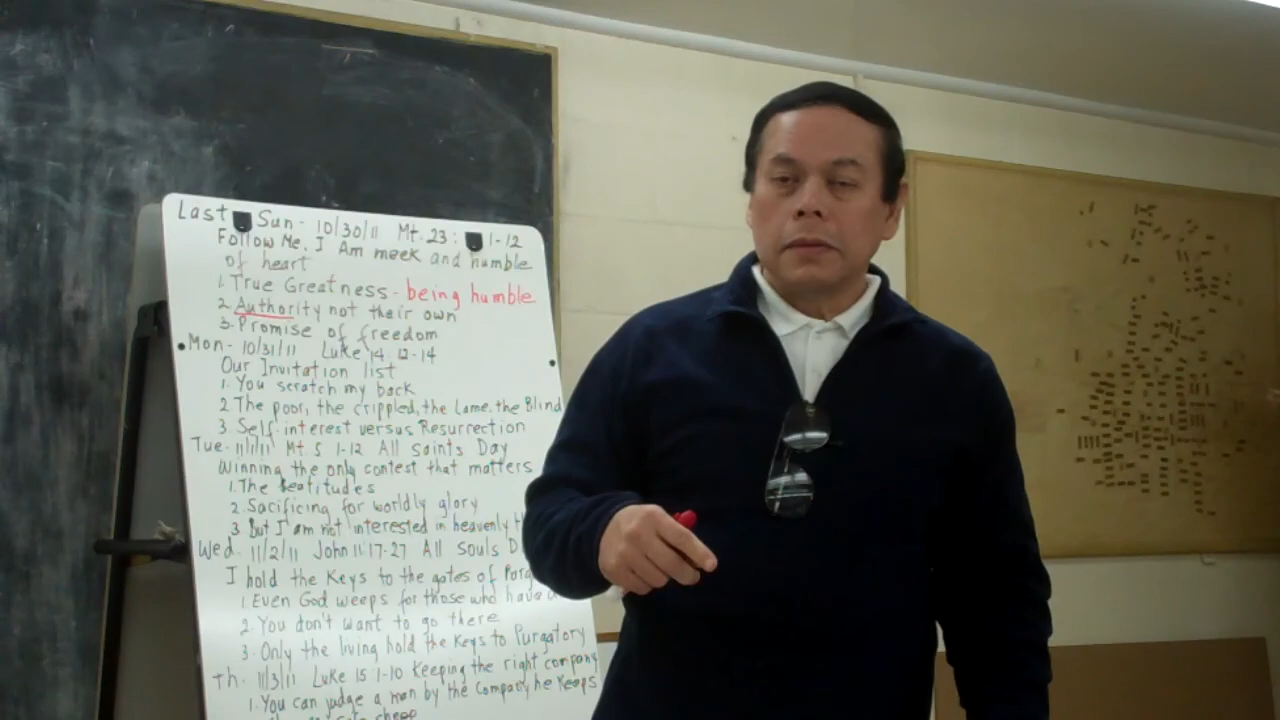 Last Sun- 10/30/11 Mt. 23: 1-12
Follow Me, I Am meek and humble
of heart
1. True Greatness - being humble
2. Authority not their own
3. Promise of freedom
Mon- 10/31/11 Luke 14, 12-14
Our Invitation list
1. You scratch my back
2. The poor, the crippled, the Lame, the Blind
3. Self-interest versus Resurrection
Tue- 11/1/11 Mt. 5 1-12 All Saints Day
Winning the only contest that matters
1. The Beatitudes
2. Sacrificing for worldly glory
3. But I am not interested in heavenly
Wed. 11/2/11 John 11:17-27 All Souls D
I hold the Keys to the gates of Purg
1. Even God weeps for those who have
2. You don't want to go there
3. Only the living hold the Keys to Purgatory
Th. 11/3/11 Luke 15 1-10 Keeping the right company
1. You can judge a man by the Company he Keeps
sheep